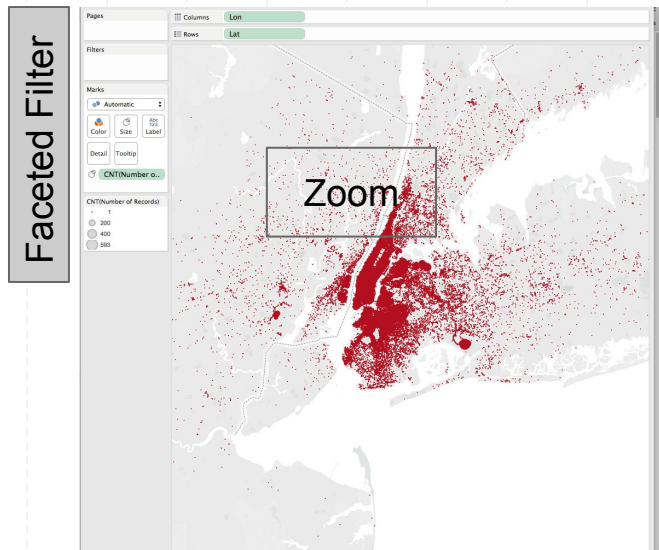 Faceted Filter
Pages
Columns
Lon
Rows
Lat
Filters
Marks
Automatic
Color
Size
Abc
123
Label
Detail
Tooltip
CNT(Number o..
CNT(Number of Records)
1
200
400
593
Zoom